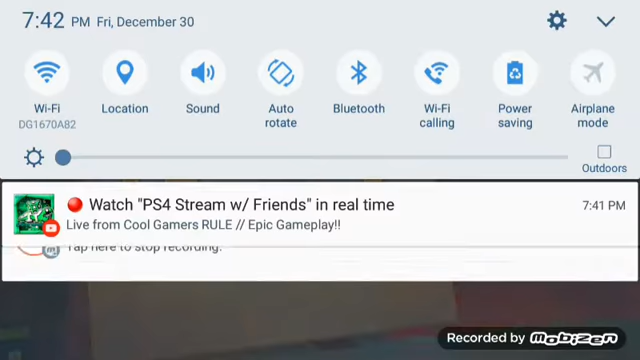 7:42 PM Fri, December 30
Wi-Fi
DG1670A82
Location
Sound
Auto
rotate
Bluetooth
Wi-Fi
calling
Power
saving
Airplane
mode
Outdoors
Watch "PS4 Stream w/ Friends" in real time
7:41 PM
Live from Cool Gamers RULE // Epic Gameplay!!
Tap here to stop recording.
Recorded by mobizen